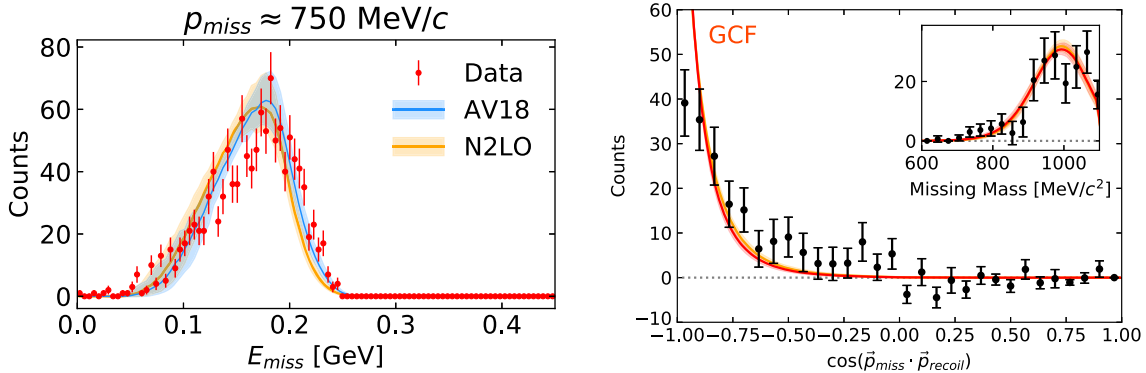 p_miss ≈ 750 MeV/c
80
60
40
20
0
Counts
Data
AV18
N2LO
0.0 0.1 0.2 0.3 0.4
E_miss [GeV]
60
50
40
30
20
10
0
−10
Counts
GCF
20
0
600 800 1000
Missing Mass [MeV/c²]
−1.00 −0.75 −0.50 −0.25 0.00 0.25 0.50 0.75 1.00
cos(p⃗_miss · p⃗_recoil)